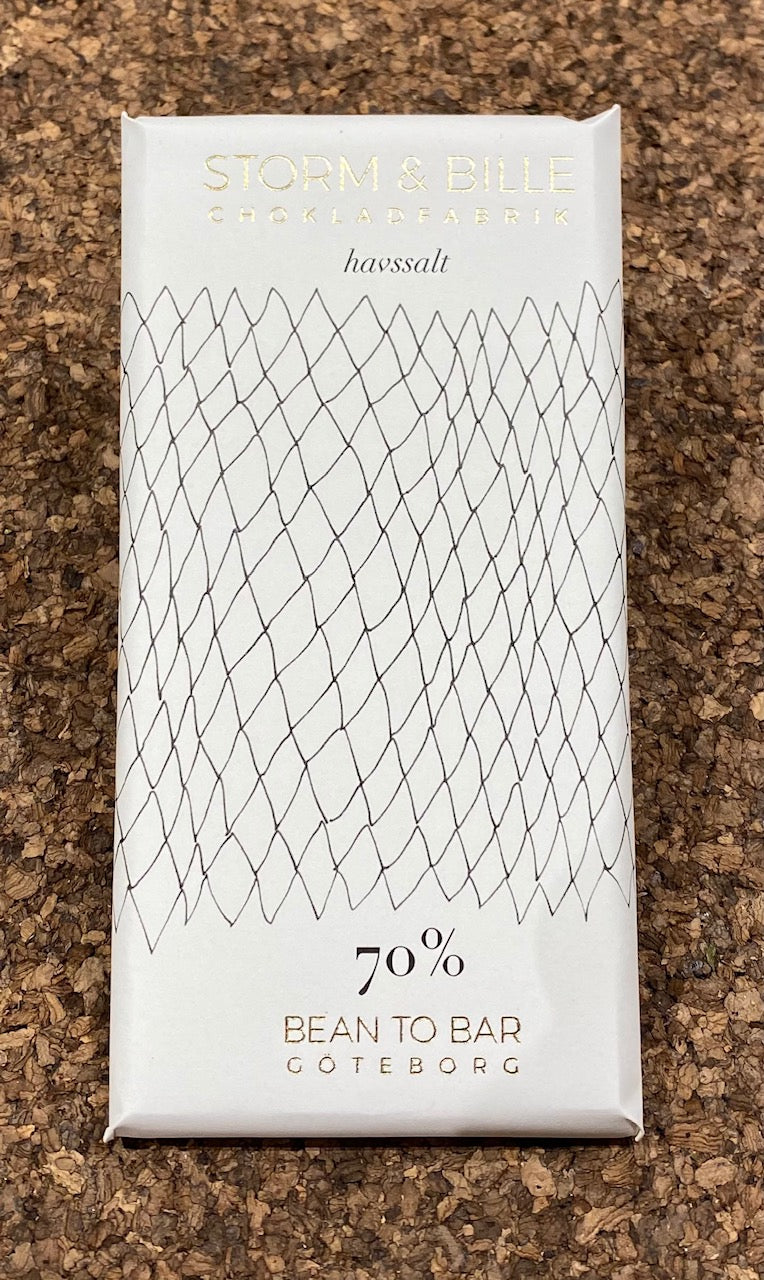 STORM & BILLE
CHOKLADFABRIK
havssalt
70%
BEAN TO BAR
GÖTEBORG